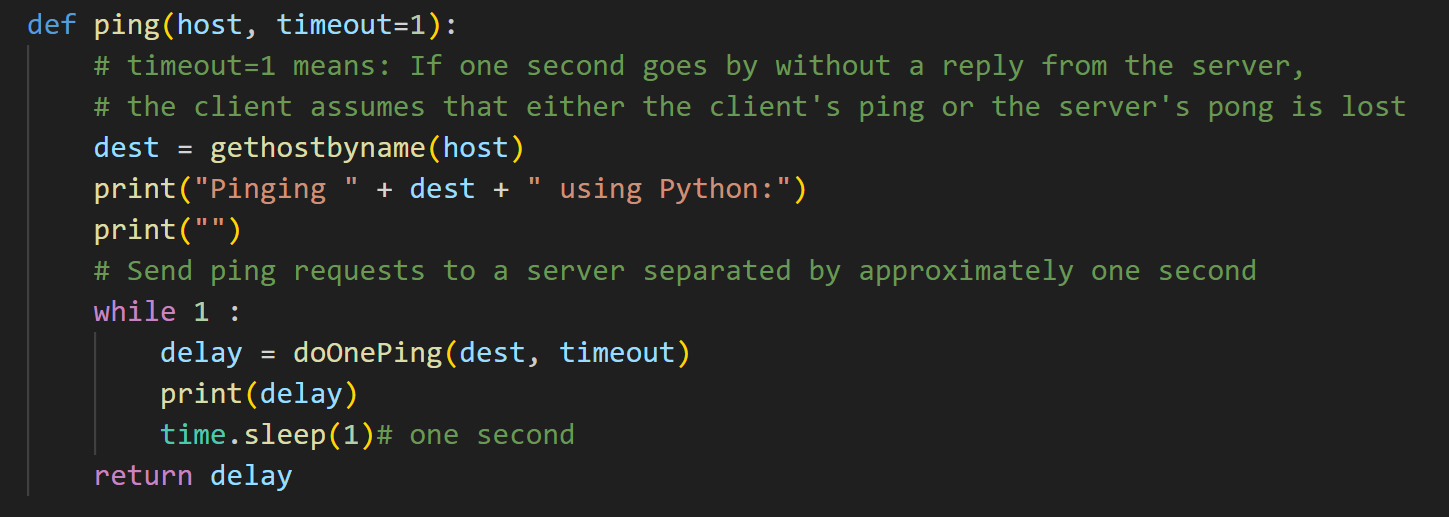 def ping(host, timeout=1):
    # timeout=1 means: If one second goes by without a reply from the server,
    # the client assumes that either the client's ping or the server's pong is lost
    dest = gethostbyname(host)
    print("Pinging " + dest + " using Python:")
    print("")
    # Send ping requests to a server separated by approximately one second
    while 1 :
        delay = doOnePing(dest, timeout)
        print(delay)
        time.sleep(1)# one second
    return delay